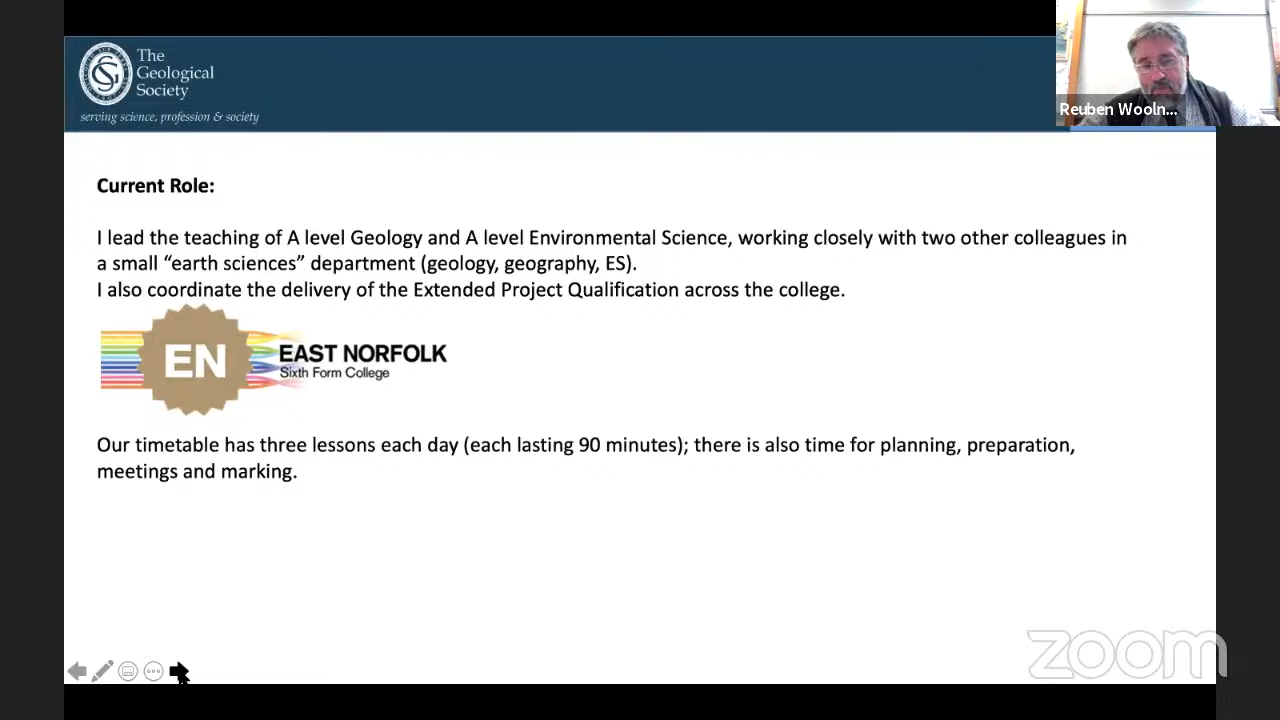 The
Geological
Society
serving science, profession & society
Reuben Wooln...
Current Role:
I lead the teaching of A level Geology and A level Environmental Science, working closely with two other colleagues in
a small “earth sciences” department (geology, geography, ES).
I also coordinate the delivery of the Extended Project Qualification across the college.
EN
EAST NORFOLK
Sixth Form College
Our timetable has three lessons each day (each lasting 90 minutes); there is also time for planning, preparation,
meetings and marking.
zoom